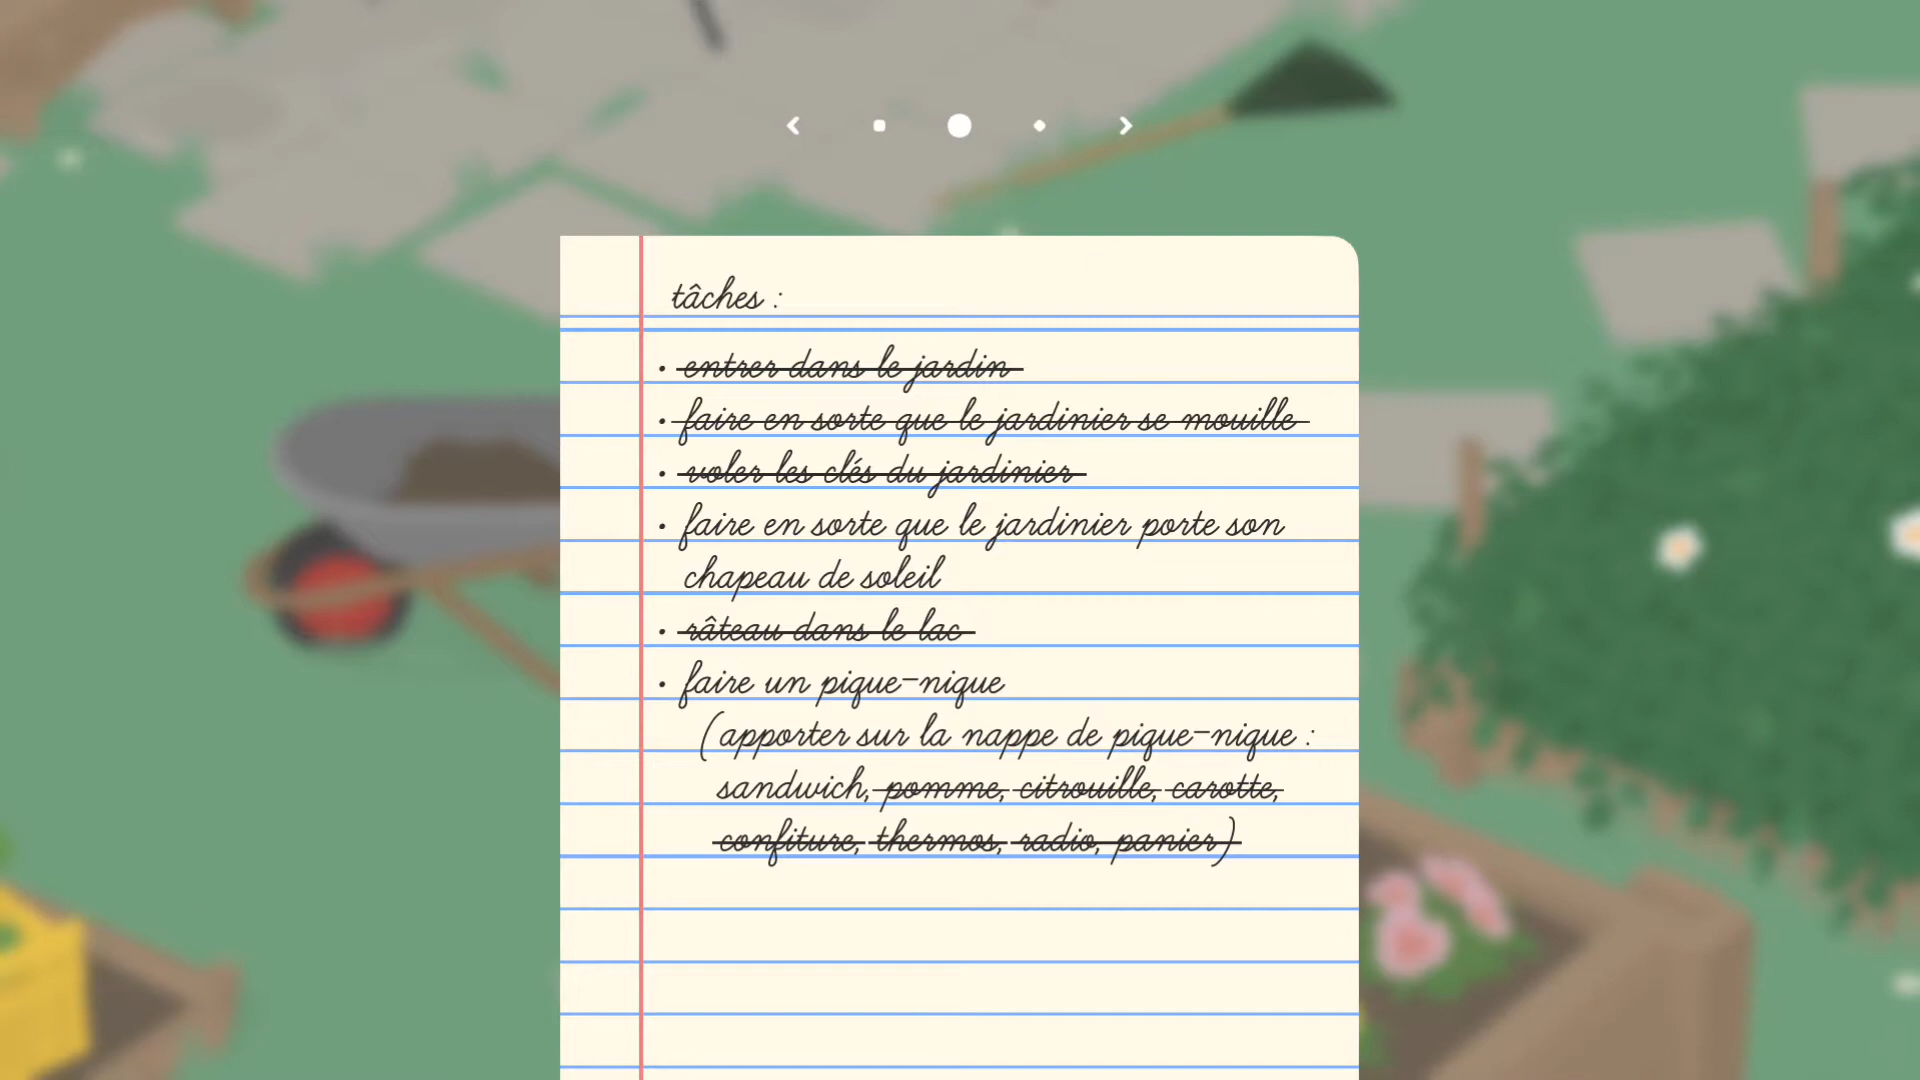 tâches :
• entrer dans le jardin
• faire en sorte que le jardinier se mouille
• voler les clés du jardinier
• faire en sorte que le jardinier porte son
chapeau de soleil
• râteau dans le lac
• faire un pique-nique
(apporter sur la nappe de pique-nique :
sandwich, pomme, citrouille, carotte,
confiture, thermos, radio, panier)